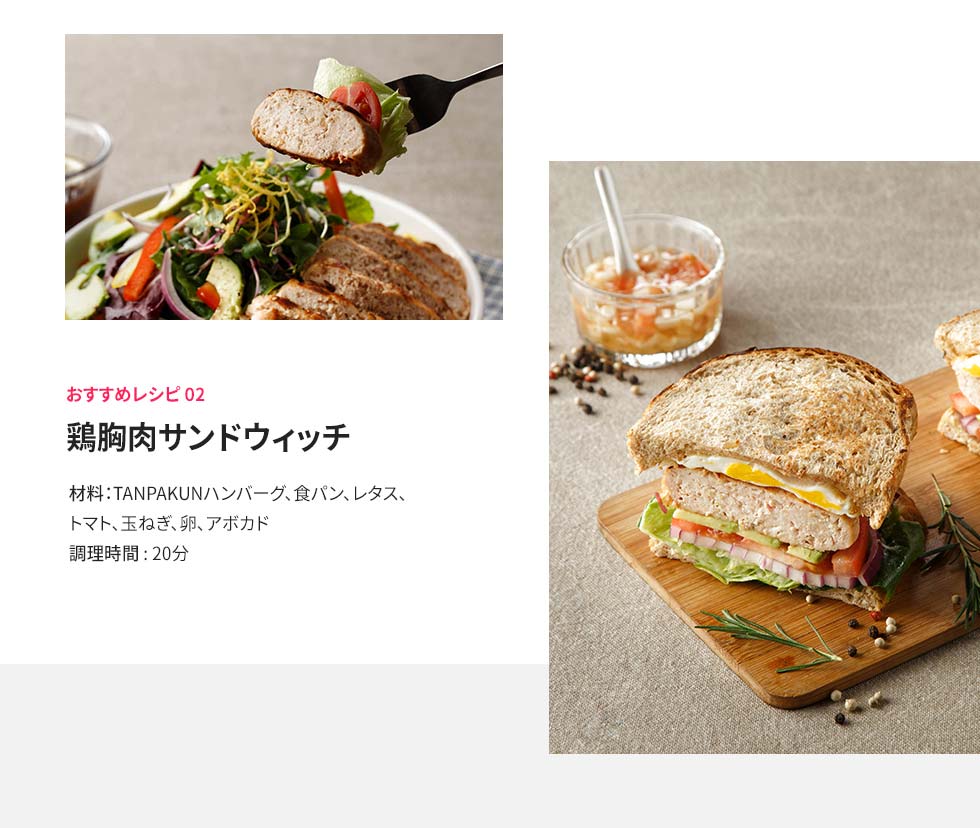 おすすめレシピ 02
鶏胸肉サンドウィッチ
材料：TANPAKUNハンバーグ、食パン、レタス、
トマト、玉ねぎ、卵、アボカド
調理時間 : 20分